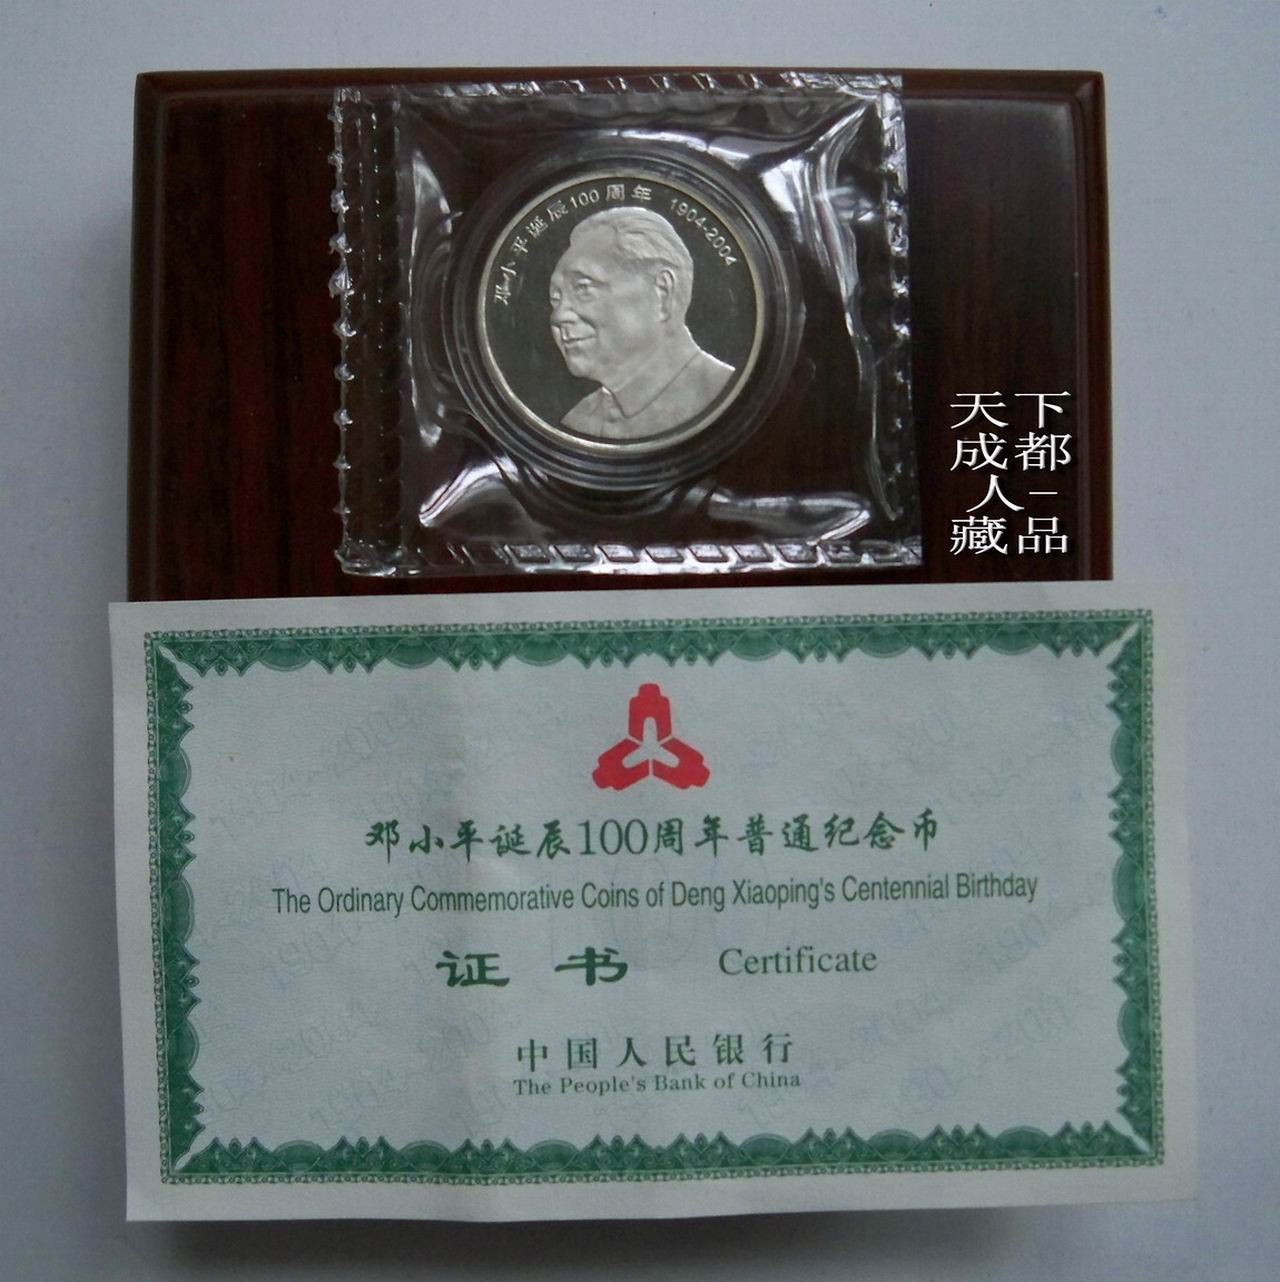 邓小平诞辰100周年 1904-2004
天下
成都
人–
藏品
邓小平诞辰100周年普通纪念币
The Ordinary Commemorative Coins of Deng Xiaoping's Centennial Birthday
证书 Certificate
中国人民银行
The People's Bank of China